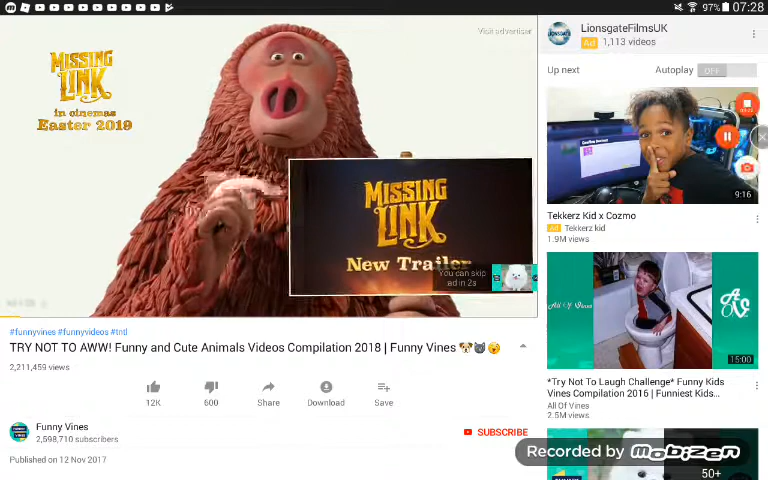 97%
07:28
Visit advertiser
MISSING
LINK
in cinemas
Easter 2019
MISSING
LINK
New Trailer
You can skip
ad in 2s
LionsgateFilmsUK
Ad 1,113 videos
Up next
Autoplay OFF
9:16
Tekkerz Kid x Cozmo
Ad Tekkerz kid
1.9M views
All Of Vines
15:00
*Try Not To Laugh Challenge* Funny Kids
Vines Compilation 2016 | Funniest Kids...
All Of Vines
2.5M views
50+
#funnyvines #funnyvideos #tntl
TRY NOT TO AWW! Funny and Cute Animals Videos Compilation 2018 | Funny Vines 🐶🐱😯
2,211,459 views
12K
600
Share
Download
Save
Funny Vines
2,598,710 subscribers
SUBSCRIBE
Published on 12 Nov 2017
Recorded by mobizen